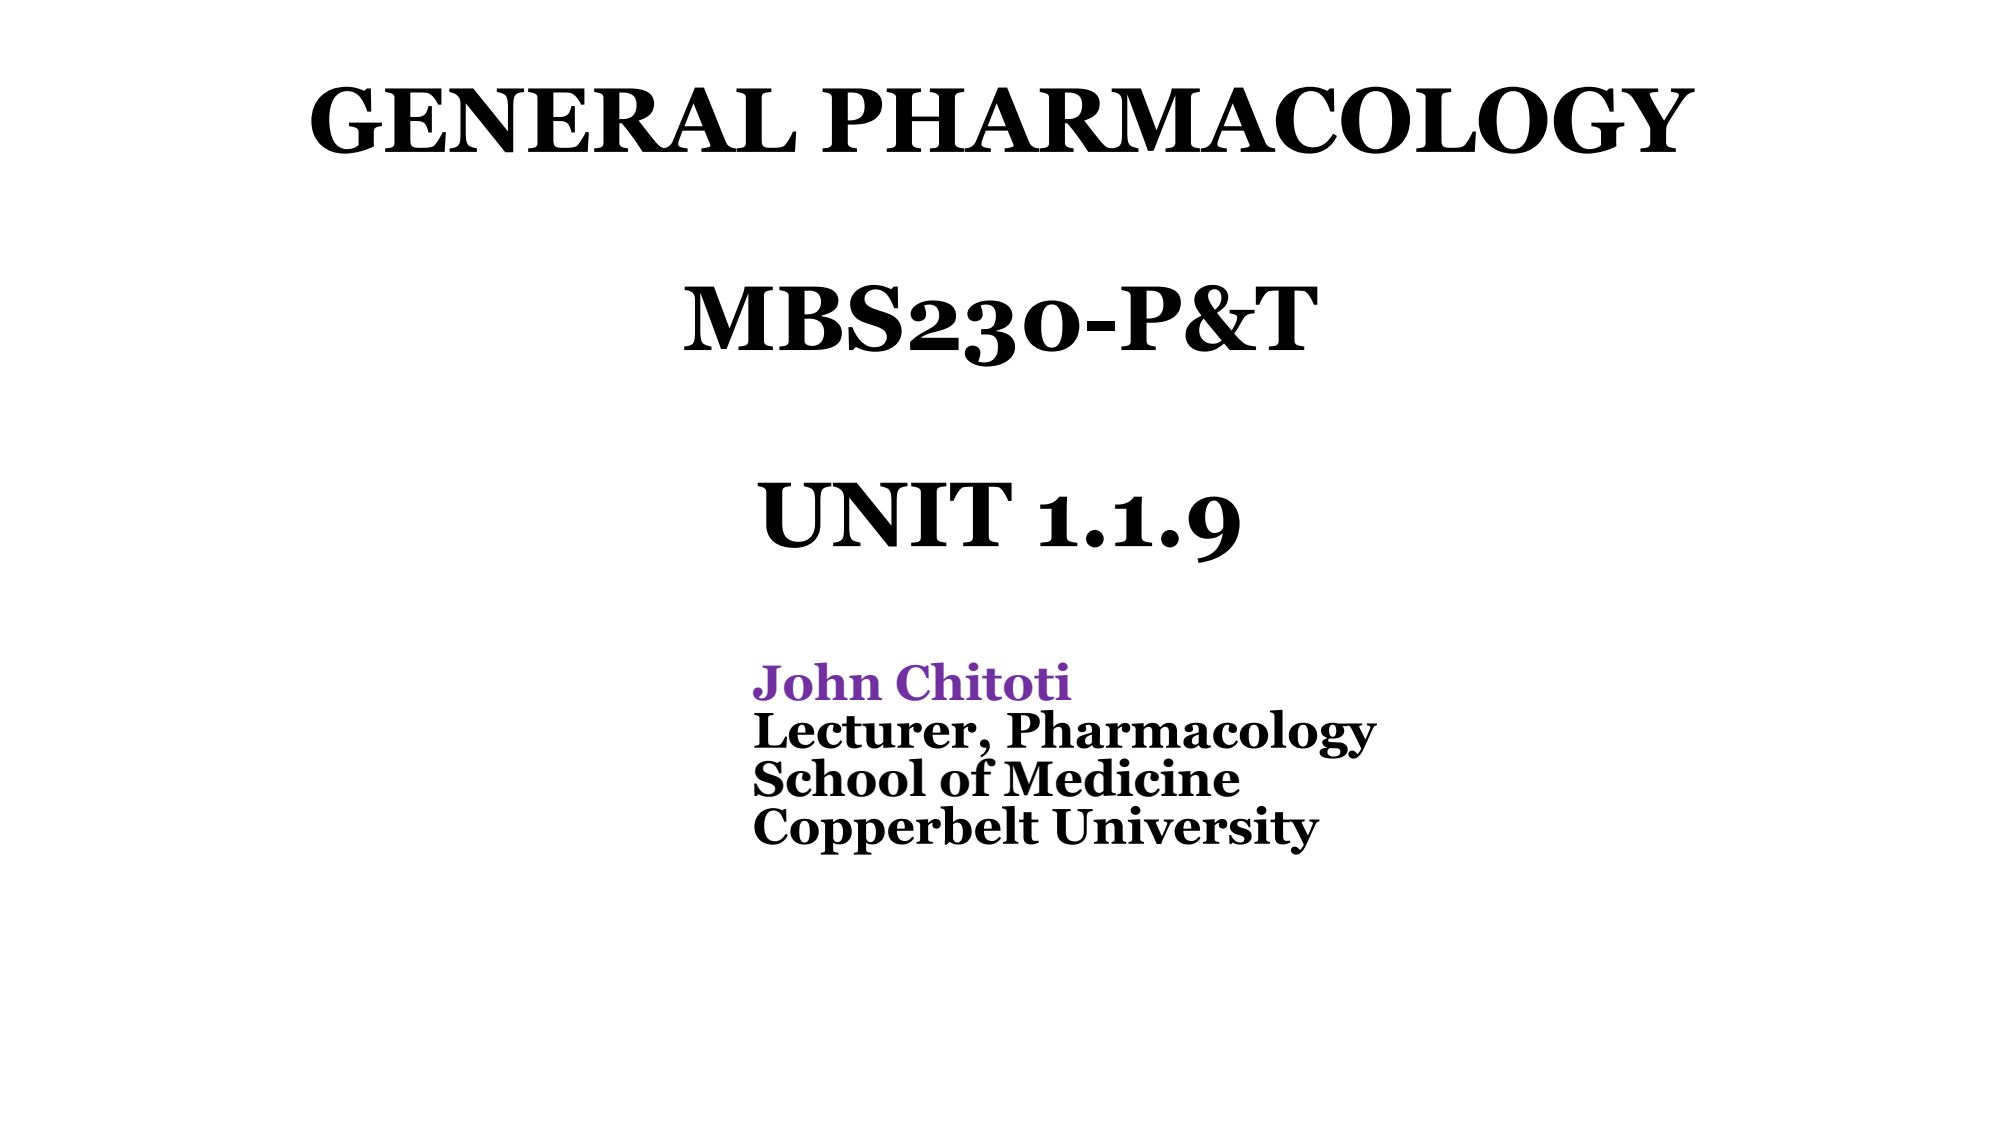 GENERAL PHARMACOLOGY
MBS230-P&T
UNIT 1.1.9
John Chitoti
Lecturer, Pharmacology
School of Medicine
Copperbelt University